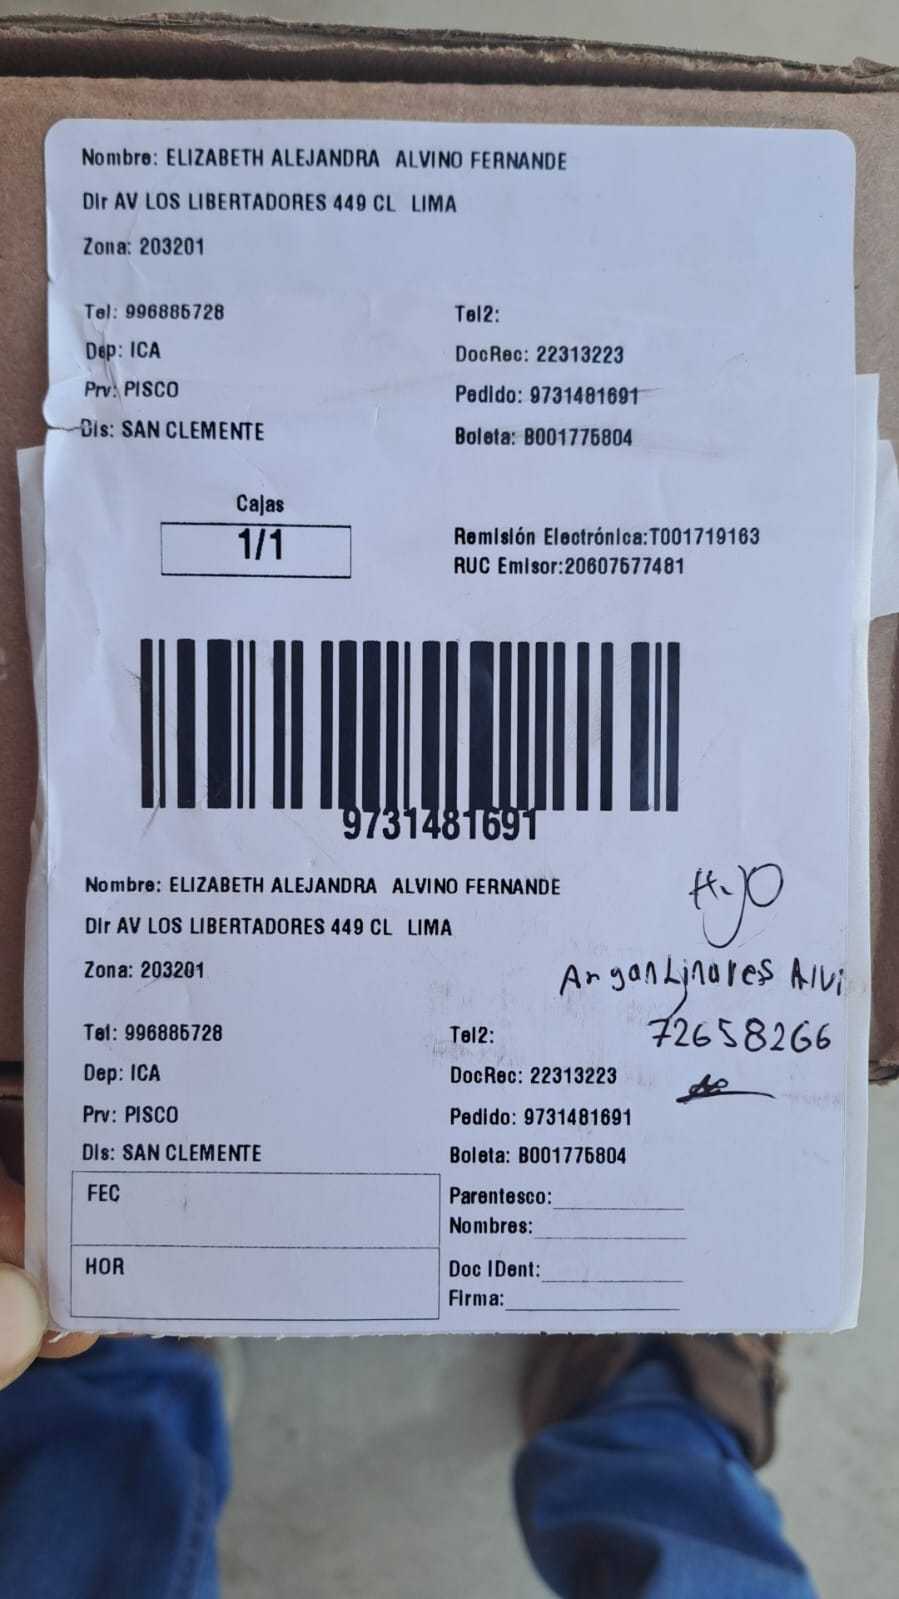 Nombre: ELIZABETH ALEJANDRA ALVINO FERNANDE
Dir AV LOS LIBERTADORES 449 CL LIMA
Zona: 203201
Tel: 996885728 Tel2:
Dep: ICA DocRec: 22313223
Prv: PISCO Pedido: 9731481691
Dis: SAN CLEMENTE Boleta: B001775804
Cajas
1/1
Remisión Electrónica:T001719163
RUC Emisor:20607577481
9731481691
Nombre: ELIZABETH ALEJANDRA ALVINO FERNANDE
Hijo
Dir AV LOS LIBERTADORES 449 CL LIMA
Zona: 203201
Linares Alvi
Tel: 996885728 Tel2:
72658266
Dep: ICA DocRec: 22313223
Prv: PISCO Pedido: 9731481691
Dis: SAN CLEMENTE Boleta: B001775804
FEC
Parentesco:
Nombres:
HOR
Doc IDent:
Firma: